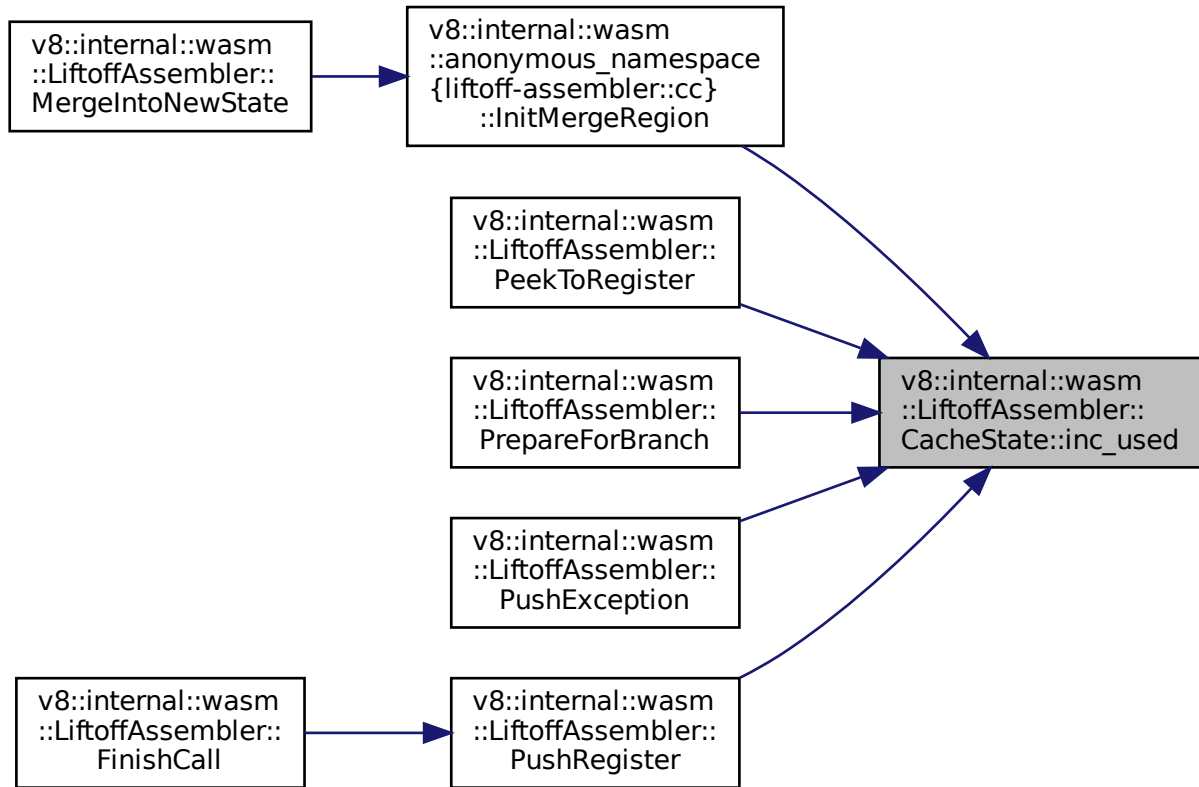 v8::internal::wasm
::LiftoffAssembler::
MergeIntoNewState
v8::internal::wasm
::anonymous_namespace
{liftoff-assembler::cc}
::InitMergeRegion
v8::internal::wasm
::LiftoffAssembler::
PeekToRegister
v8::internal::wasm
::LiftoffAssembler::
PrepareForBranch
v8::internal::wasm
::LiftoffAssembler::
CacheState::inc_used
v8::internal::wasm
::LiftoffAssembler::
PushException
v8::internal::wasm
::LiftoffAssembler::
FinishCall
v8::internal::wasm
::LiftoffAssembler::
PushRegister